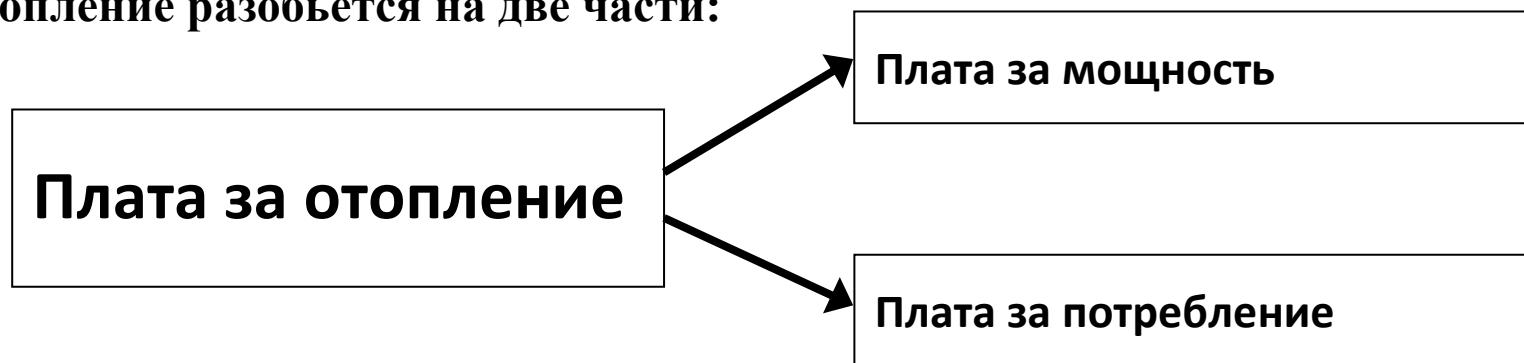 опление разобьется на две части:
Плата за мощность
Плата за отопление
Плата за потребление